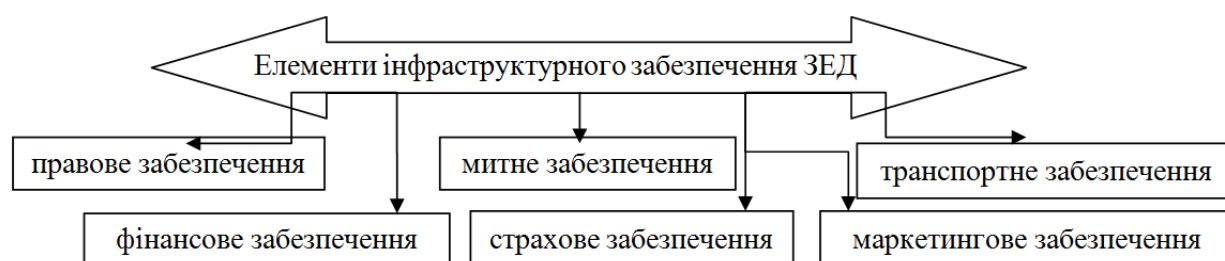 Елементи інфраструктурного забезпечення ЗЕД
правове забезпечення
митне забезпечення
транспортне забезпечення
фінансове забезпечення
страхове забезпечення
маркетингове забезпечення